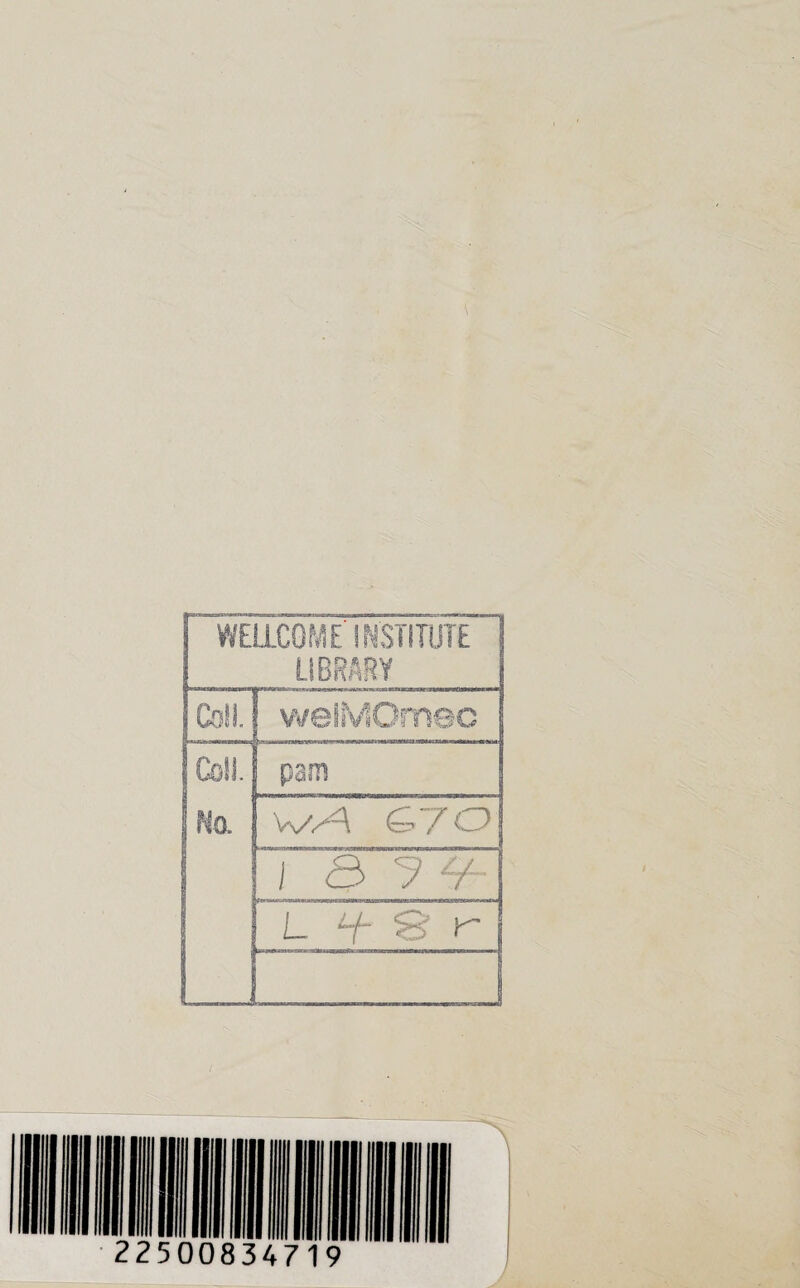 WELLCOME INSTITUTE
LIBRARY
Coll. welMOmec
Coll. pam
No. WA 670
1894
L48r
22500834719